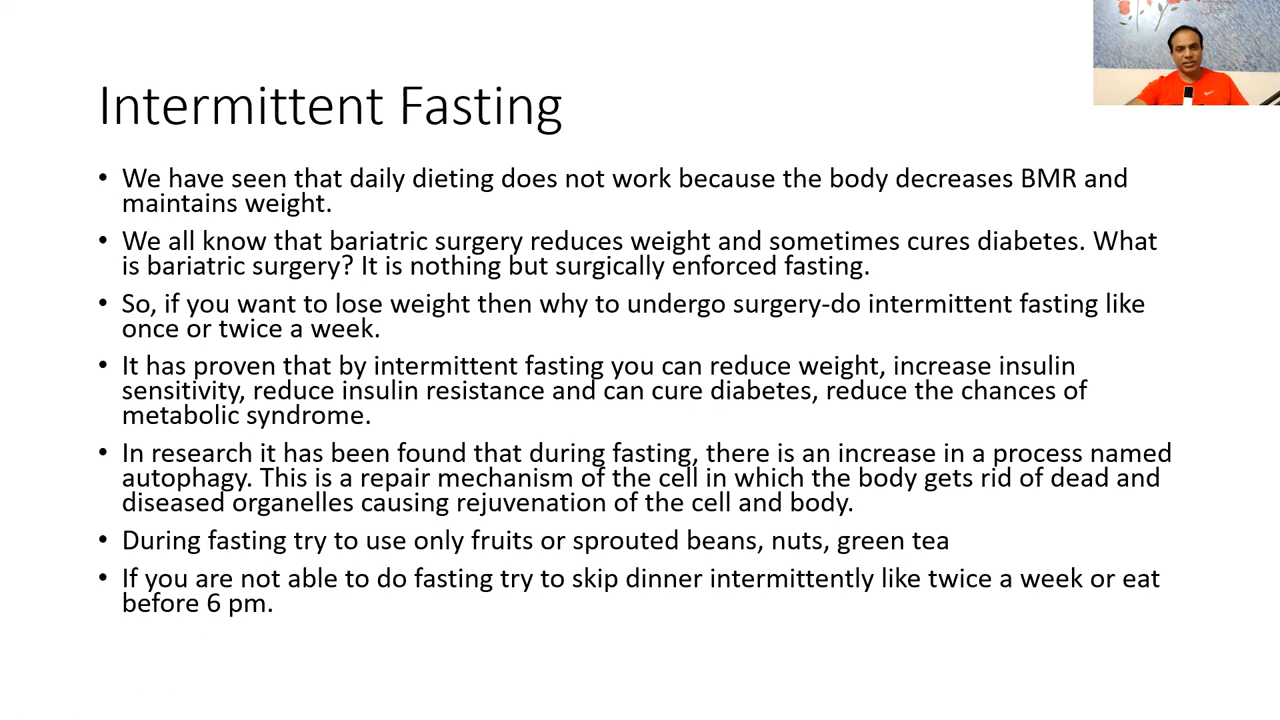 Intermittent Fasting
• We have seen that daily dieting does not work because the body decreases BMR and
maintains weight.
• We all know that bariatric surgery reduces weight and sometimes cures diabetes. What
is bariatric surgery? It is nothing but surgically enforced fasting.
• So, if you want to lose weight then why to undergo surgery-do intermittent fasting like
once or twice a week.
• It has proven that by intermittent fasting you can reduce weight, increase insulin
sensitivity, reduce insulin resistance and can cure diabetes, reduce the chances of
metabolic syndrome.
• In research it has been found that during fasting, there is an increase in a process named
autophagy. This is a repair mechanism of the cell in which the body gets rid of dead and
diseased organelles causing rejuvenation of the cell and body.
• During fasting try to use only fruits or sprouted beans, nuts, green tea
• If you are not able to do fasting try to skip dinner intermittently like twice a week or eat
before 6 pm.